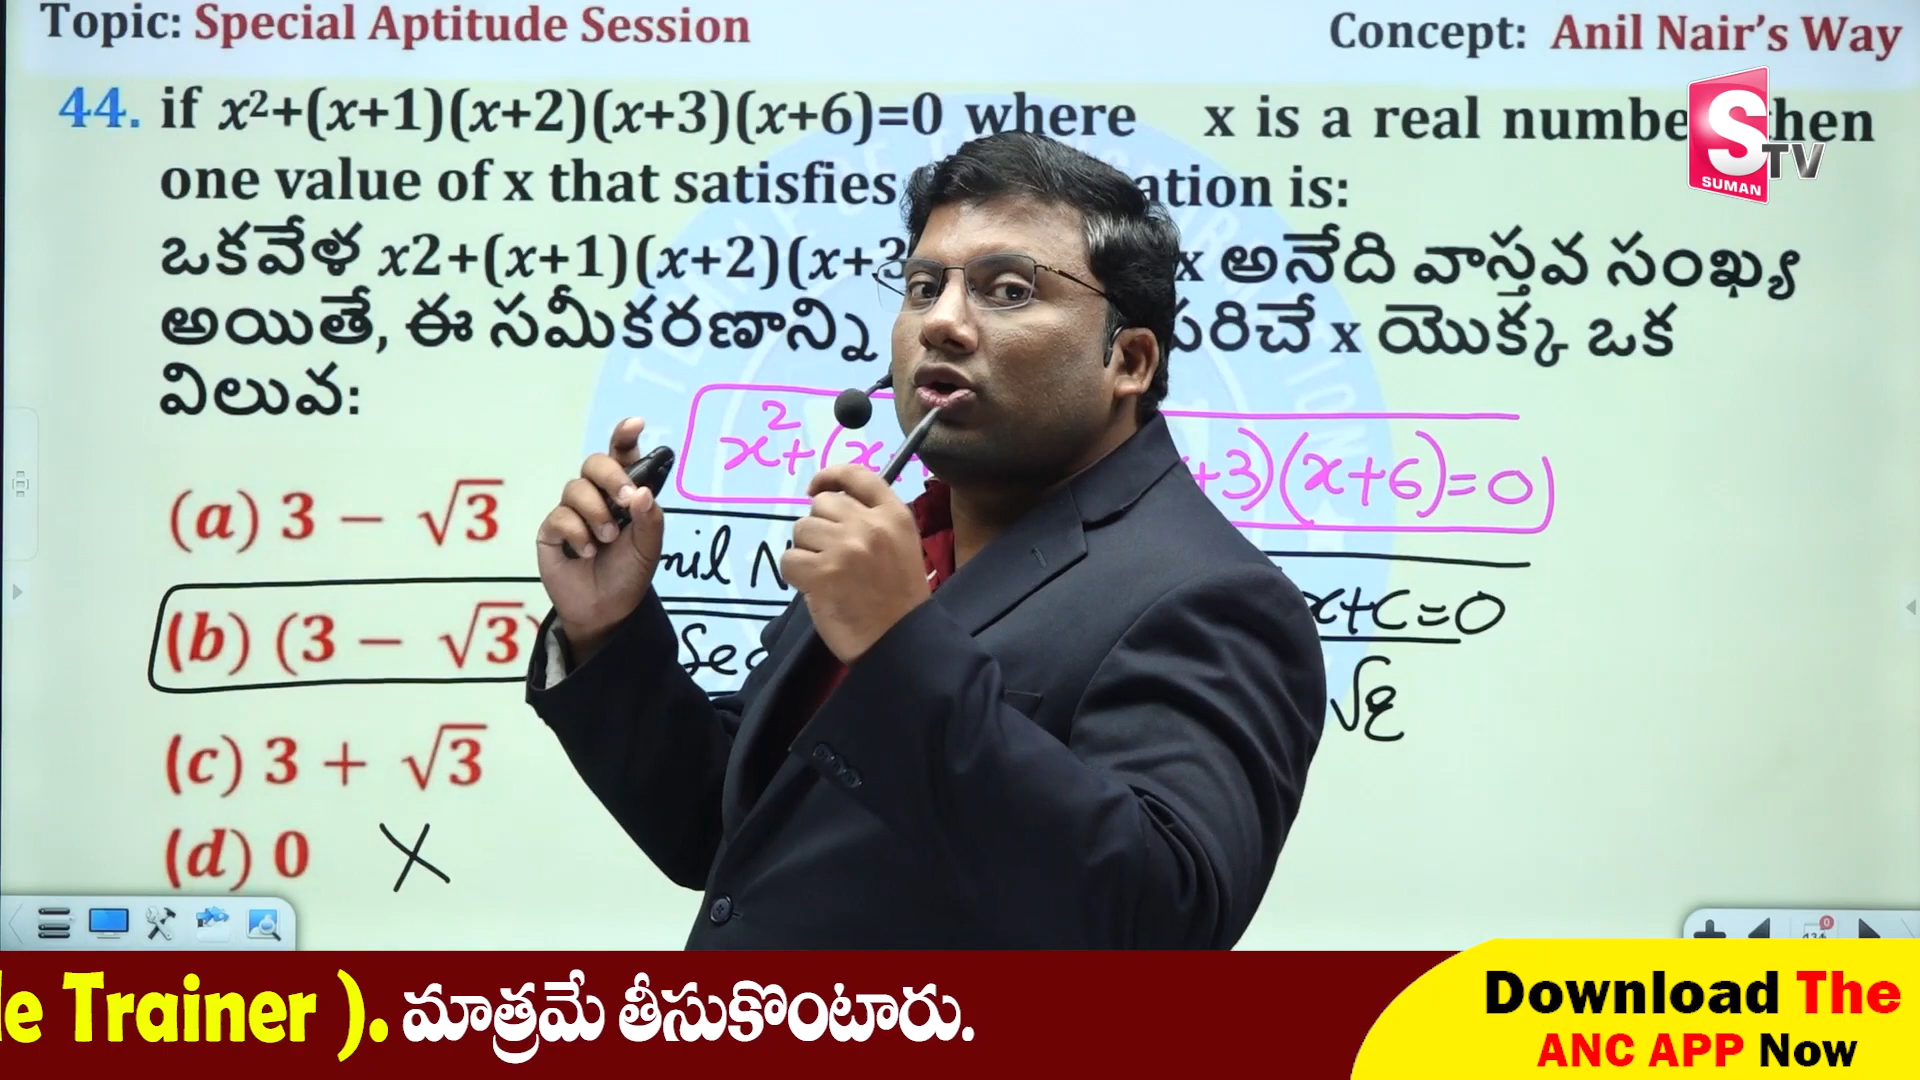 Topic: Special Aptitude Session
Concept: Anil Nair's Way
STV
SUMAN
44. if x²+(x+1)(x+2)(x+3)(x+6)=0 where x is a real numbe then
one value of x that satisfies ation is:
ఒకవేళ x2+(x+1)(x+2)(x+3 x అనేది వాస్తవ సంఖ్య
అయితే, ఈ సమీకరణాన్ని పరిచే x యొక్క ఒక
విలువ:
x²+(x+ +3)(x+6)=0
(a) 3 − √3
nil N
x+c=0
(b) (3 − √3)
Sec
(c) 3 + √3
(d) 0 X
le Trainer ). మాత్రమే తీసుకొంటారు.
Download The
ANC APP Now